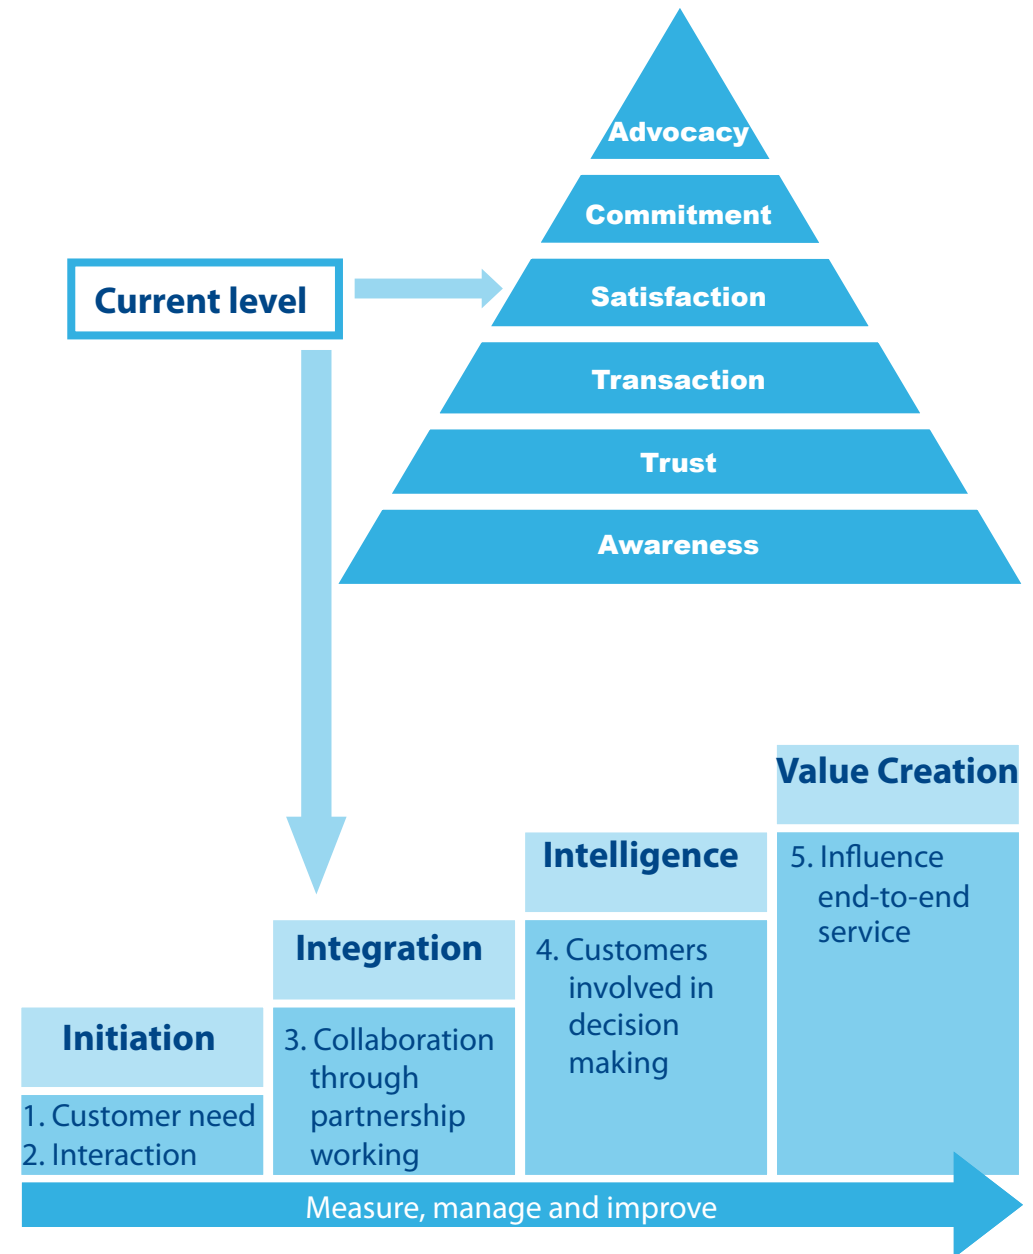 Advocacy
Commitment
Current level
Satisfaction
Transaction
Trust
Awareness
Value Creation
5. Influence
end-to-end
service
Intelligence
4. Customers
involved in
decision
making
Integration
3. Collaboration
through
partnership
working
Initiation
1. Customer need
2. Interaction
Measure, manage and improve